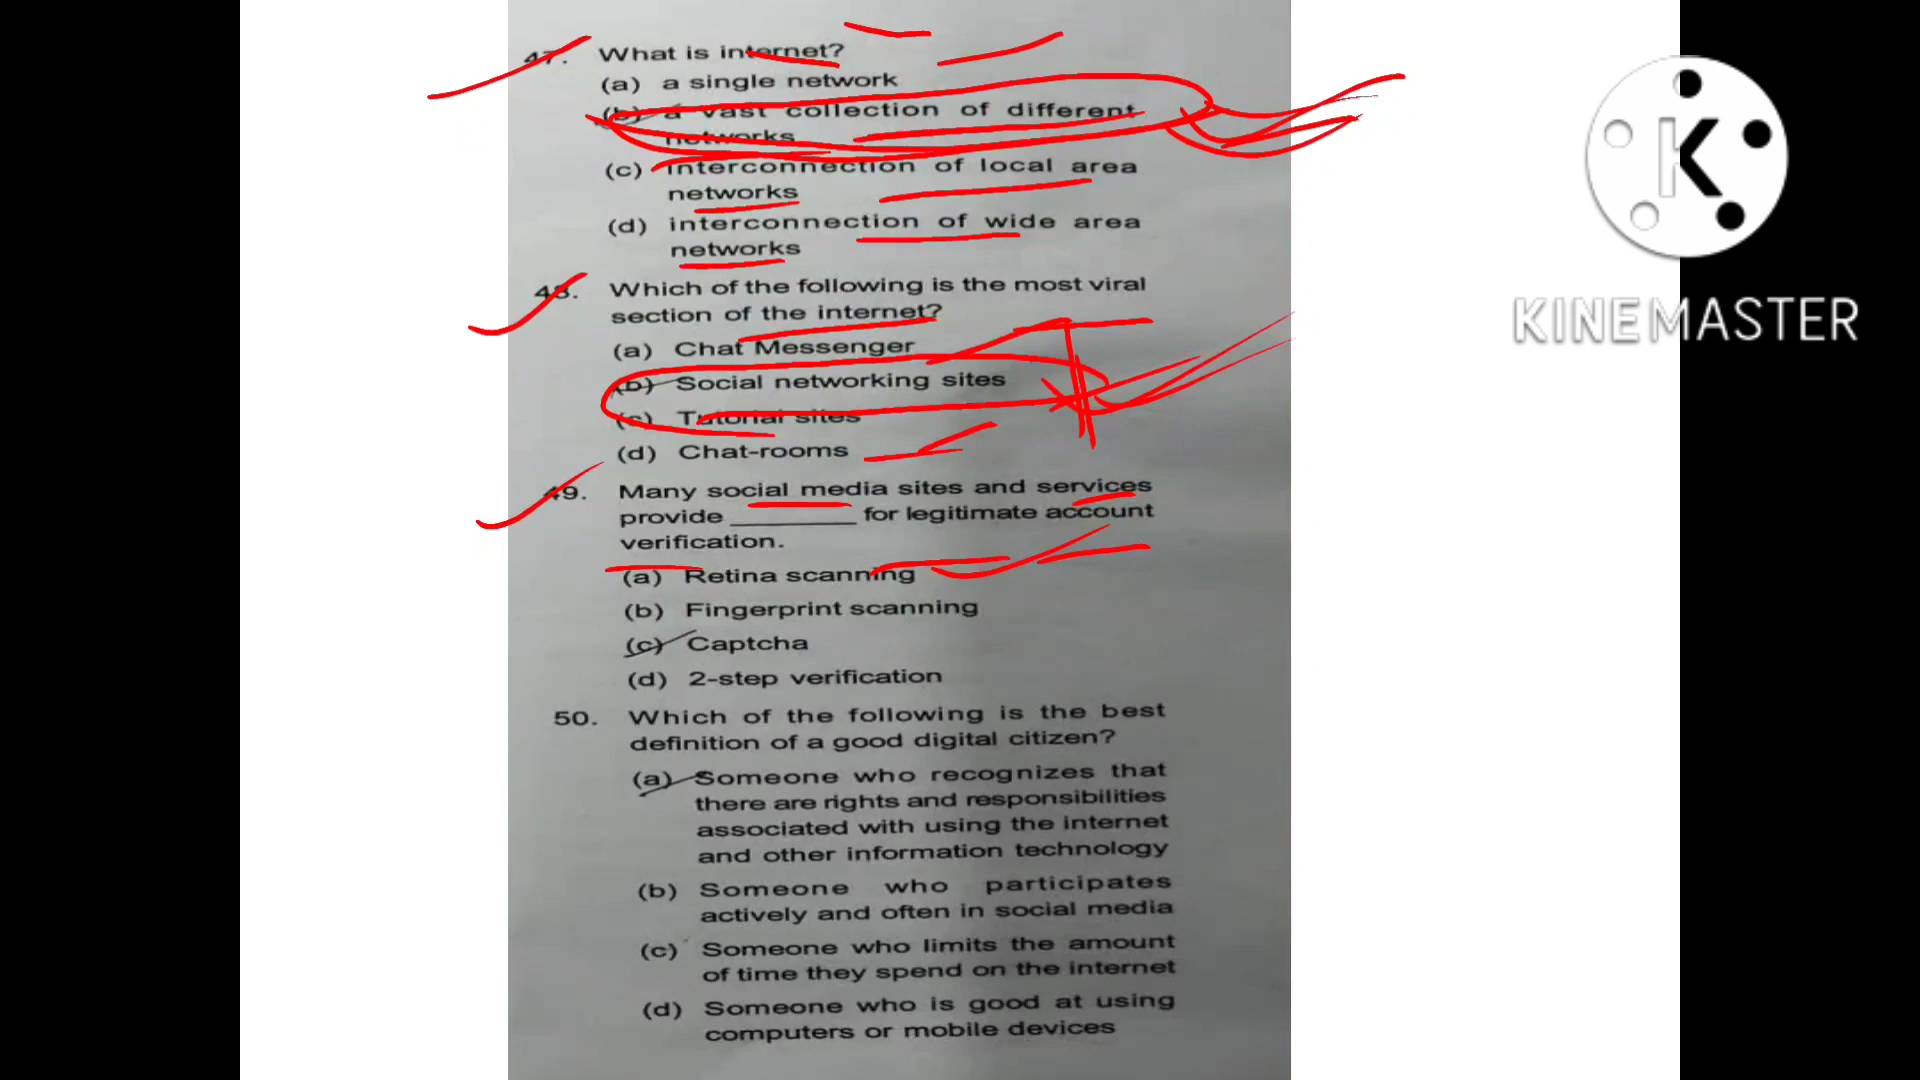 47. What is internet?
(a) a single network
(b) a vast collection of different
networks
(c) interconnection of local area
networks
(d) interconnection of wide area
networks
48. Which of the following is the most viral
section of the internet?
(a) Chat Messenger
(b) Social networking sites
(c) Tutorial sites
(d) Chat-rooms
49. Many social media sites and services
provide ________ for legitimate account
verification.
(a) Retina scanning
(b) Fingerprint scanning
(c) Captcha
(d) 2-step verification
50. Which of the following is the best
definition of a good digital citizen?
(a) Someone who recognizes that
there are rights and responsibilities
associated with using the internet
and other information technology
(b) Someone who participates
actively and often in social media
(c) Someone who limits the amount
of time they spend on the internet
(d) Someone who is good at using
computers or mobile devices
K
KINEMASTER